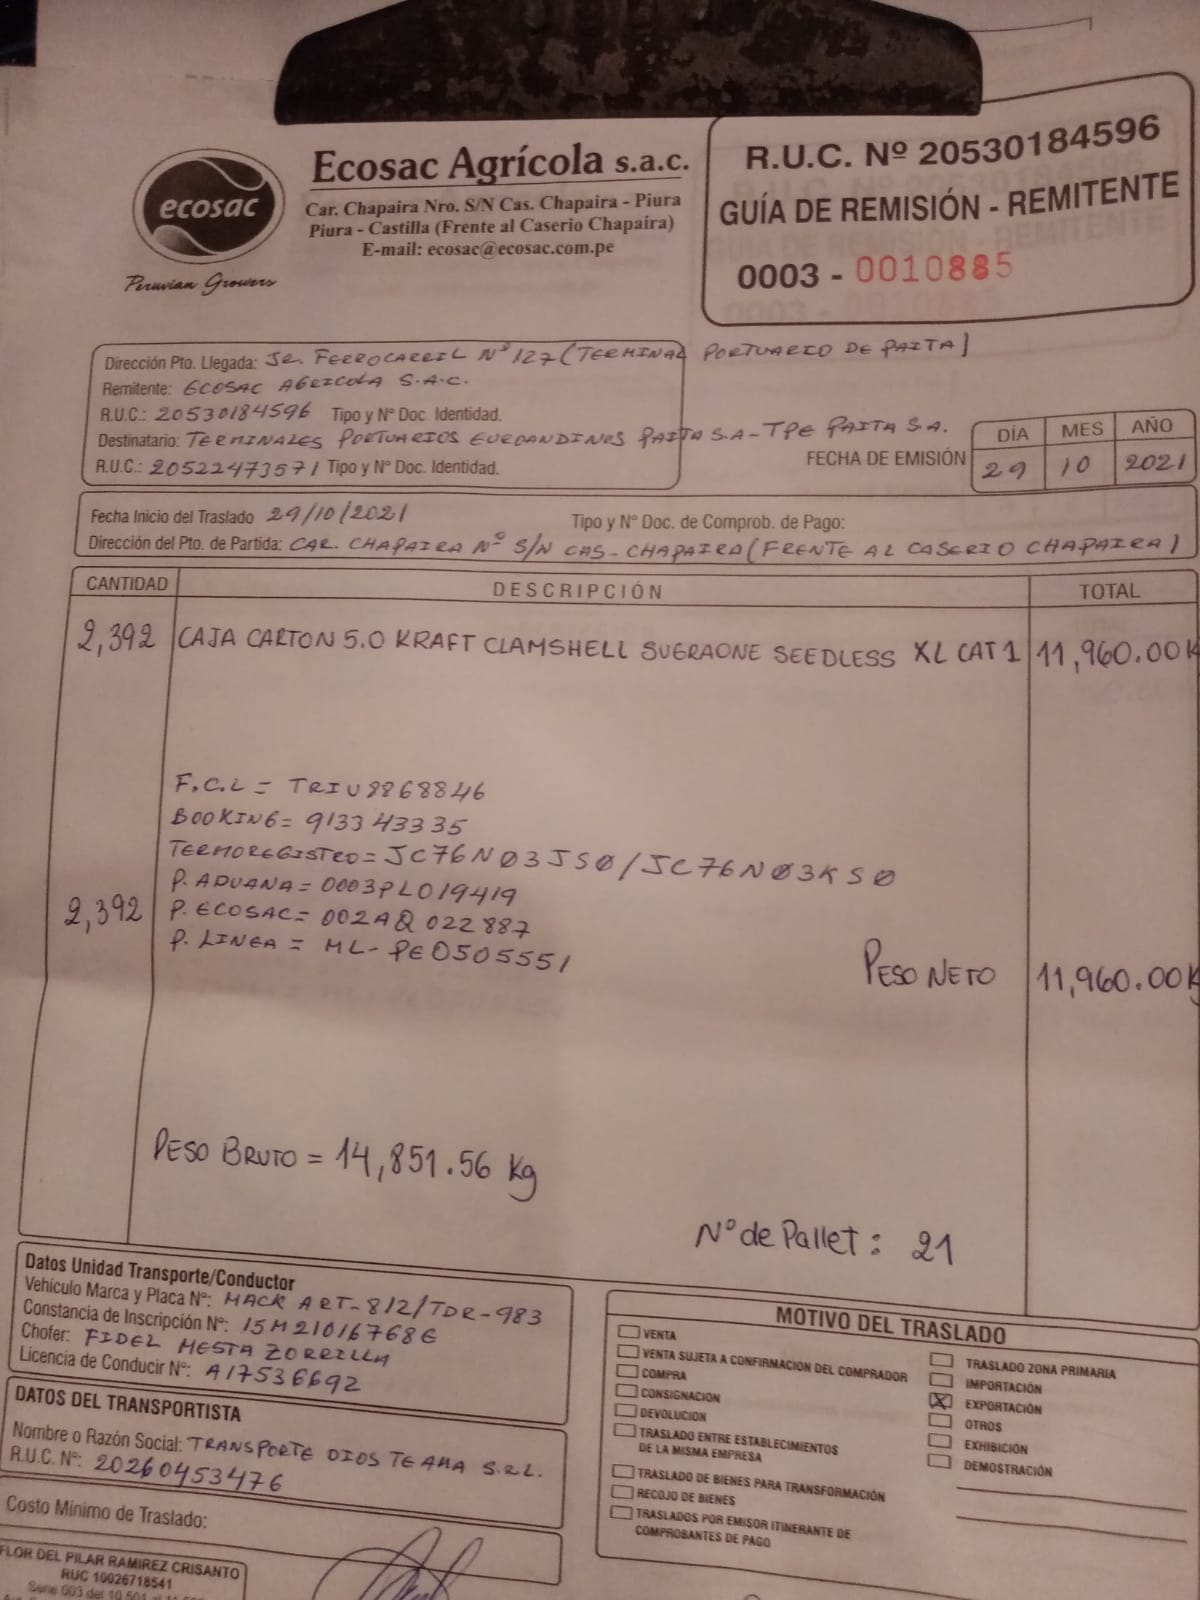 ecosac
Peruvian Growers
Ecosac Agrícola s.a.c.
Car. Chapaira Nro. S/N Cas. Chapaira - Piura
Piura - Castilla (Frente al Caserio Chapaira)
E-mail: ecosac@ecosac.com.pe
R.U.C. Nº 20530184596
GUÍA DE REMISIÓN - REMITENTE
0003 - 0010885
Dirección Pto. Llegada: JR. FERROCARRIL Nº 127 (TERMINAL PORTUARIO DE PAITA)
Remitente: ECOSAC AGRICOLA S.A.C.
R.U.C.: 20530184596 Tipo y Nº Doc. Identidad.
Destinatario: TERMINALES PORTUARIOS EUROANDINOS PAITA S.A-TPE PAITA S.A.
R.U.C.: 20522473571 Tipo y Nº Doc. Identidad.
FECHA DE EMISIÓN
DÍA MES AÑO
29 10 2021
Fecha Inicio del Traslado 29/10/2021 Tipo y Nº Doc. de Comprob. de Pago:
Dirección del Pto. de Partida: CAR. CHAPAIRA Nº S/N CAS- CHAPAIRA (FRENTE AL CASERIO CHAPAIRA)
CANTIDAD DESCRIPCIÓN TOTAL
2,392 CAJA CARTON 5.0 KRAFT CLAMSHELL SUGRAONE SEEDLESS XL CAT 1 11,960.00 K
F.C.L = TRIU8868846
BOOKING= 913343335
TERMOREGISTRO= JC76N03JS0/JC76N03KS0
P. ADUANA= 0003PL019419
2,392 P. ECOSAC= 002AQ022887
P. LINEA = ML-PE0505551
PESO NETO 11,960.00 K
PESO BRUTO = 14,851.56 Kg
Nº de Pallet: 21
Datos Unidad Transporte/Conductor
Vehículo Marca y Placa Nº: MACK ART-812/TDR-983
Constancia de Inscripción Nº: 15M21016768E
Chofer: FIDEL MESTA ZORRILLA
Licencia de Conducir Nº: A17536692
DATOS DEL TRANSPORTISTA
Nombre o Razón Social: TRANSPORTE DIOS TE AMA S.R.L.
R.U.C. Nº: 20260453476
Costo Mínimo de Traslado:
FLOR DEL PILAR RAMIREZ CRISANTO
RUC 10026718541
Serie 003 del 10,501 al
MOTIVO DEL TRASLADO
VENTA
VENTA SUJETA A CONFIRMACION DEL COMPRADOR
COMPRA
CONSIGNACION
DEVOLUCION
TRASLADO ENTRE ESTABLECIMIENTOS
DE LA MISMA EMPRESA
TRASLADO DE BIENES PARA TRANSFORMACIÓN
RECOJO DE BIENES
TRASLADOS POR EMISOR ITINERANTE DE
COMPROBANTES DE PAGO
TRASLADO ZONA PRIMARIA
IMPORTACIÓN
X EXPORTACIÓN
OTROS
EXHIBICIÓN
DEMOSTRACIÓN